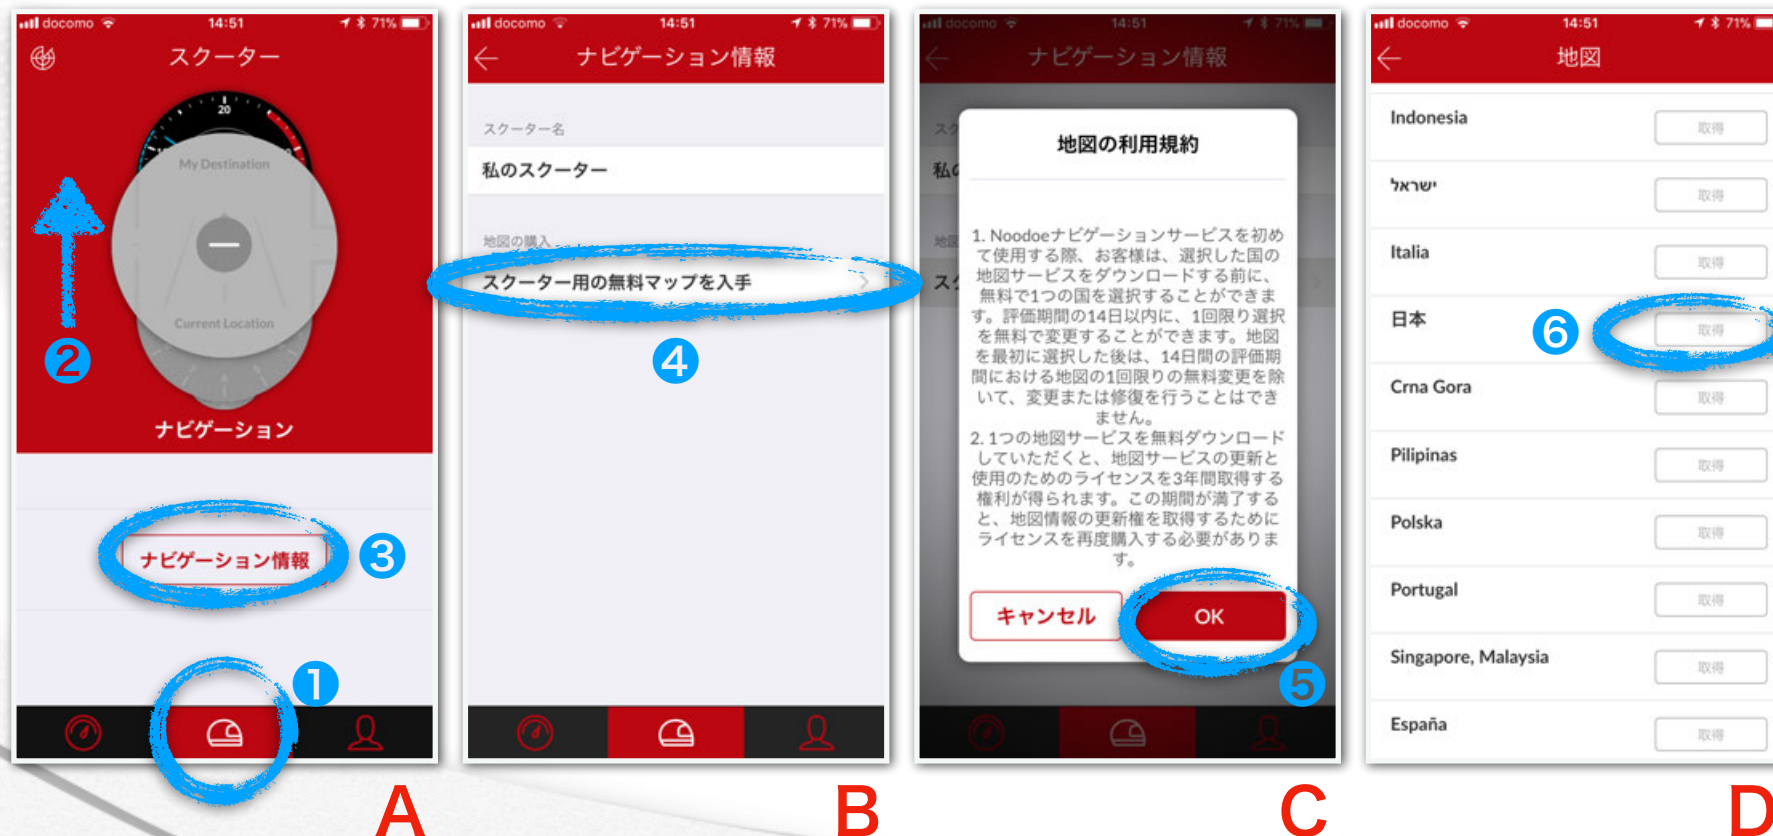 docomo 14:51 71%
スクーター
20
My Destination
Current Location
ナビゲーション
ナビゲーション情報
1
2
3
A
docomo 14:51 71%
ナビゲーション情報
スクーター名
私のスクーター
地図の購入
スクーター用の無料マップを入手
4
B
docomo 14:51 71%
ナビゲーション情報
地図の利用規約
1. Noodoeナビゲーションサービスを初め
て使用する際、お客様は、選択した国の
地図サービスをダウンロードする前に、
無料で1つの国を選択することができま
す。評価期間の14日以内に、1回限り選択
を無料で変更することができます。地図
を最初に選択した後は、14日間の評価期
間における地図の1回限りの無料変更を除
いて、変更または修復を行うことはでき
ません。
2. 1つの地図サービスを無料ダウンロード
していただくと、地図サービスの更新と
使用のためのライセンスを3年間取得する
権利が得られます。この期間が満了する
と、地図情報の更新権を取得するために
ライセンスを再度購入する必要がありま
す。
キャンセル OK
5
C
docomo 14:51 71%
地図
Indonesia 取得
ישראל 取得
Italia 取得
日本 取得
6
Crna Gora 取得
Pilipinas 取得
Polska 取得
Portugal 取得
Singapore, Malaysia 取得
España 取得
D